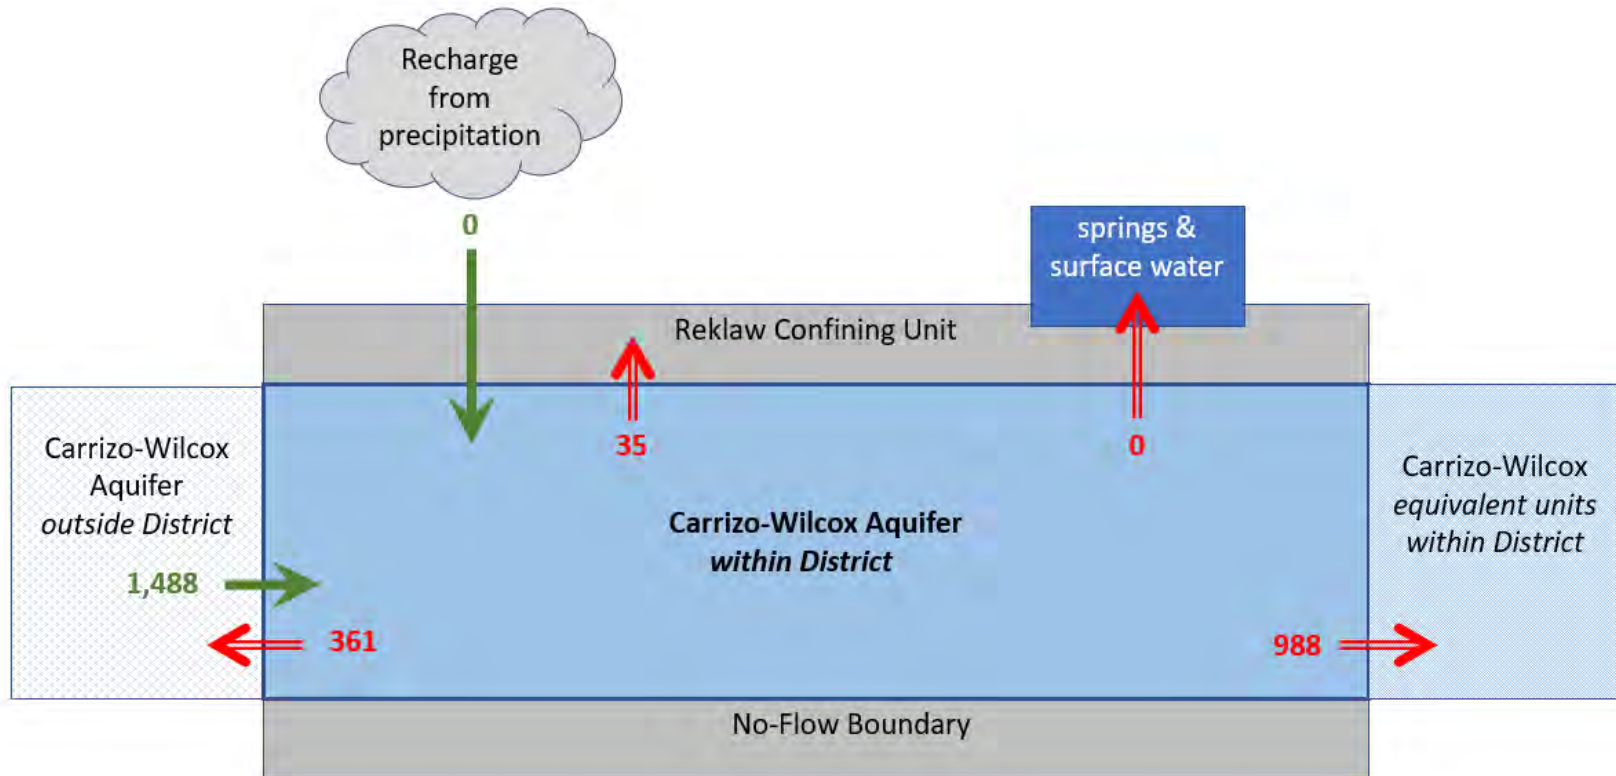 Recharge
from
precipitation
0
springs &
surface water
Reklaw Confining Unit
35
0
Carrizo-Wilcox
Aquifer
outside District
1,488
361
Carrizo-Wilcox Aquifer
within District
988
Carrizo-Wilcox
equivalent units
within District
No-Flow Boundary